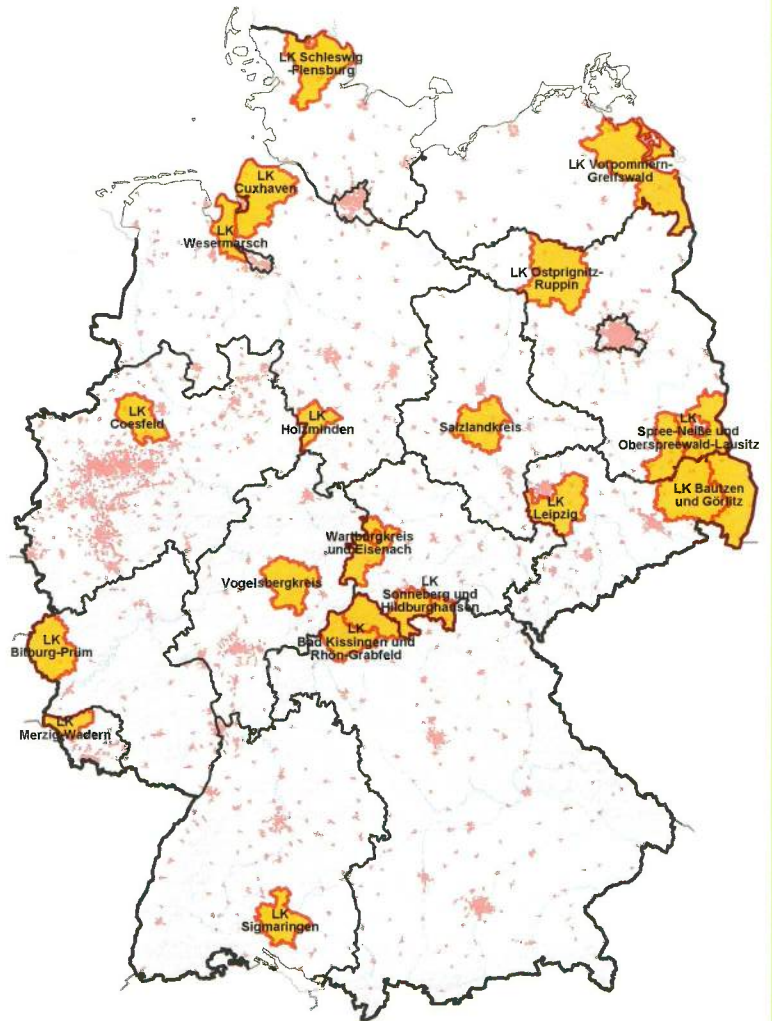 LK Schleswig
-Flensburg
LK
Cuxhaven
LK Vorpommern-
Greifswald
LK
Wesermarsch
LK Ostprignitz-
Ruppin
LK
Coesfeld
LK
Holzminden
Salzlandkreis
LK
Spree-Neiße und
Oberspreewald-Lausitz
LK Bautzen
und Görlitz
LK
Leipzig
Wartburgkreis
und Eisenach
Vogelsbergkreis
LK
Sonneberg und
Hildburghausen
LK
Bad Kissingen und
Rhön-Grabfeld
LK
Bitburg-Prüm
LK
Merzig-Wadern
LK
Sigmaringen